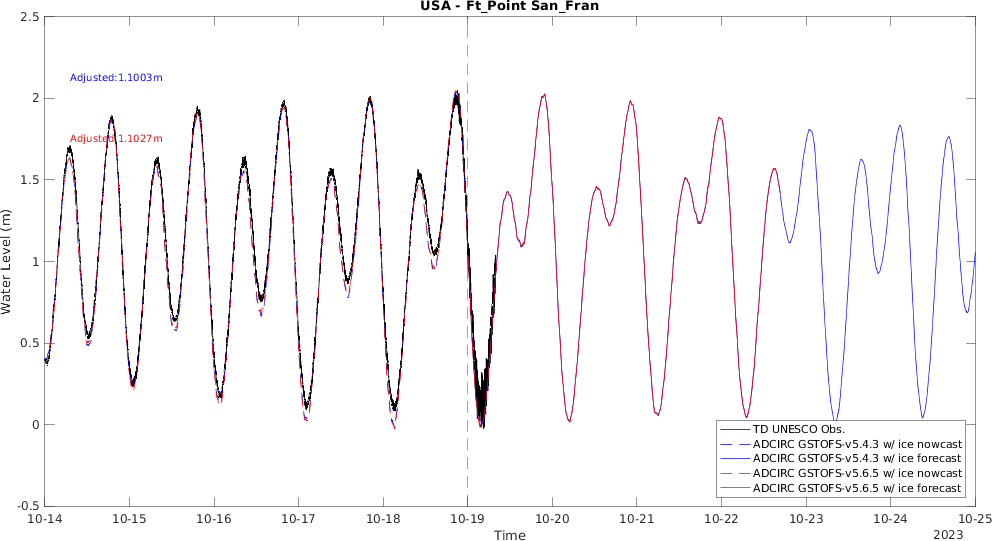 USA - Ft_Point San_Fran
2.5
2
1.5
1
0.5
0
-0.5
Water Level (m)
Adjusted:1.1003m
Adjusted:1.1027m
TD UNESCO Obs.
ADCIRC GSTOFS-v5.4.3 w/ ice nowcast
ADCIRC GSTOFS-v5.4.3 w/ ice forecast
ADCIRC GSTOFS-v5.6.5 w/ ice nowcast
ADCIRC GSTOFS-v5.6.5 w/ ice forecast
10-14 10-15 10-16 10-17 10-18 10-19 10-20 10-21 10-22 10-23 10-24 10-25
Time
2023